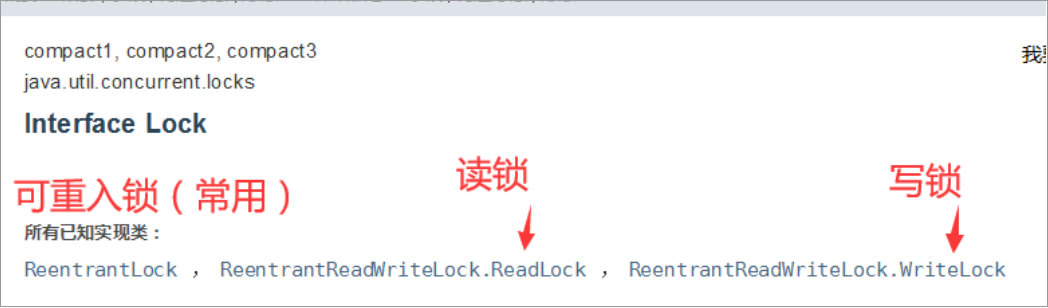 compact1, compact2, compact3
我
java.util.concurrent.locks
Interface Lock
可重入锁（常用）
读锁
写锁
所有已知实现类：
ReentrantLock ， ReentrantReadWriteLock.ReadLock ， ReentrantReadWriteLock.WriteLock